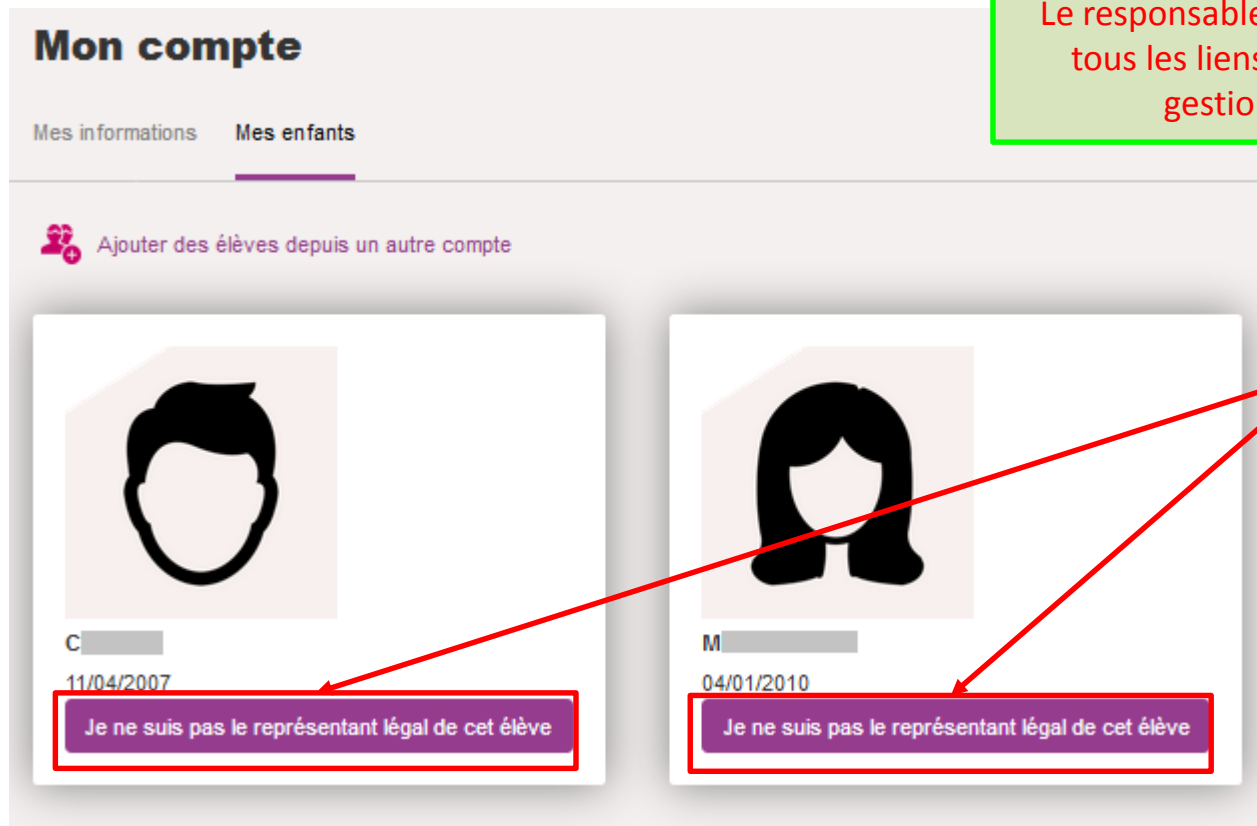 Mon compte
Le responsable
tous les liens
gestio
Mes informations Mes enfants
Ajouter des élèves depuis un autre compte
C
11/04/2007
Je ne suis pas le représentant légal de cet élève
M
04/01/2010
Je ne suis pas le représentant légal de cet élève